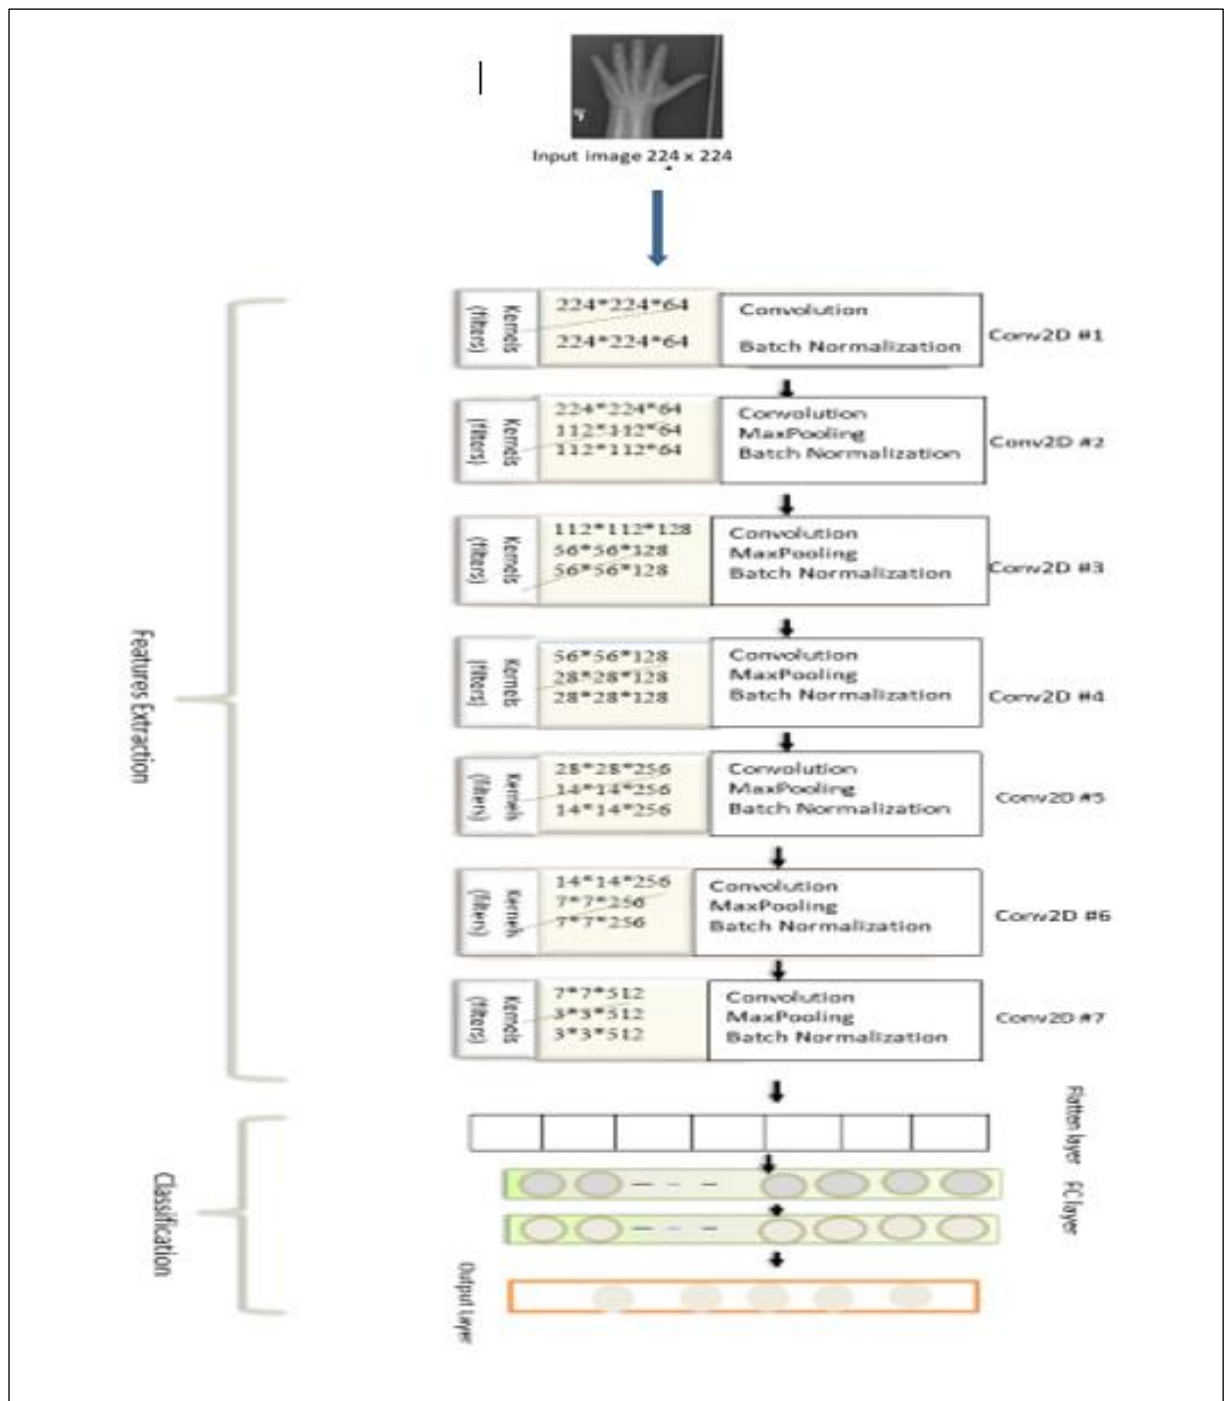 Input image 224 x 224
Kernels
(filters)
224*224*64
224*224*64
Convolution
Batch Normalization
Conv2D #1
Kernels
(filters)
224*224*64
112*112*64
112*112*64
Convolution
MaxPooling
Batch Normalization
Conv2D #2
Kernels
(filters)
112*112*128
56*56*128
56*56*128
Convolution
MaxPooling
Batch Normalization
Conv2D #3
Kernels
(filters)
56*56*128
28*28*128
28*28*128
Convolution
MaxPooling
Batch Normalization
Conv2D #4
Kernels
(filters)
28*28*256
14*14*256
14*14*256
Convolution
MaxPooling
Batch Normalization
Conv2D #5
Kernels
(filters)
14*14*256
7*7*256
7*7*256
Convolution
MaxPooling
Batch Normalization
Conv2D #6
Kernels
(filters)
7*7*512
3*3*512
3*3*512
Convolution
MaxPooling
Batch Normalization
Conv2D #7
Features Extraction
Flatten layer
FC layer
Classification
Output Layer